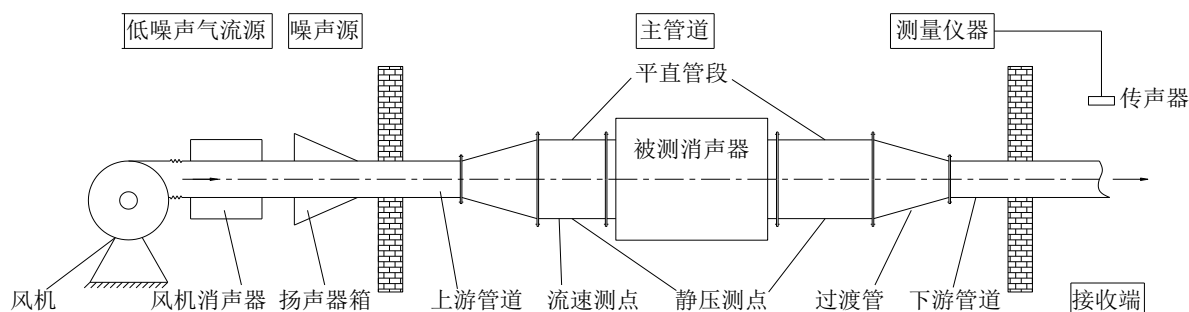 低噪声气流源
噪声源
主管道
测量仪器
平直管段
传声器
被测消声器
风机
风机消声器
扬声器箱
上游管道
流速测点
静压测点
过渡管
下游管道
接收端